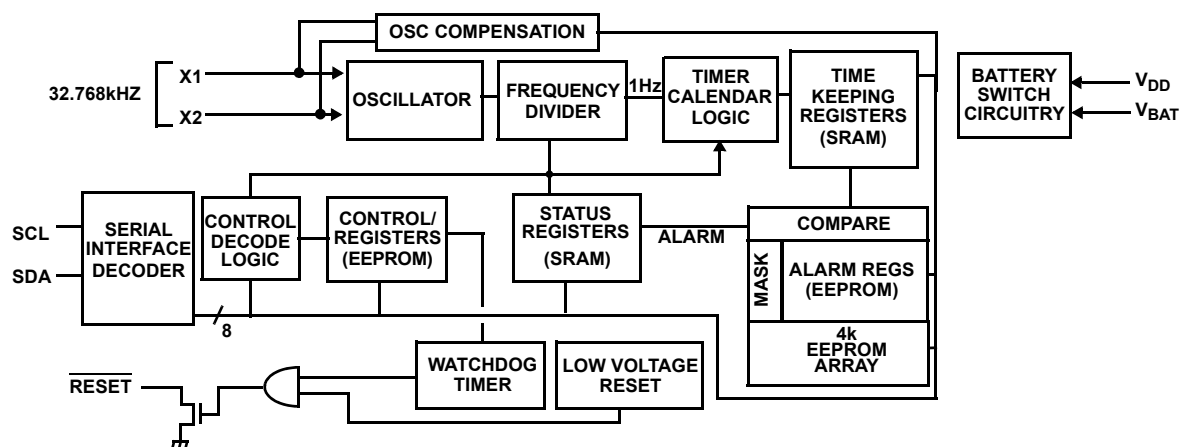 OSC COMPENSATION
32.768kHZ
X1
X2
OSCILLATOR
FREQUENCY
DIVIDER
1Hz
TIMER
CALENDAR
LOGIC
TIME
KEEPING
REGISTERS
(SRAM)
BATTERY
SWITCH
CIRCUITRY
VDD
VBAT
SCL
SDA
SERIAL
INTERFACE
DECODER
CONTROL
DECODE
LOGIC
CONTROL/
REGISTERS
(EEPROM)
STATUS
REGISTERS
(SRAM)
ALARM
COMPARE
MASK
ALARM REGS
(EEPROM)
4k
EEPROM
ARRAY
8
WATCHDOG
TIMER
LOW VOLTAGE
RESET
RESET